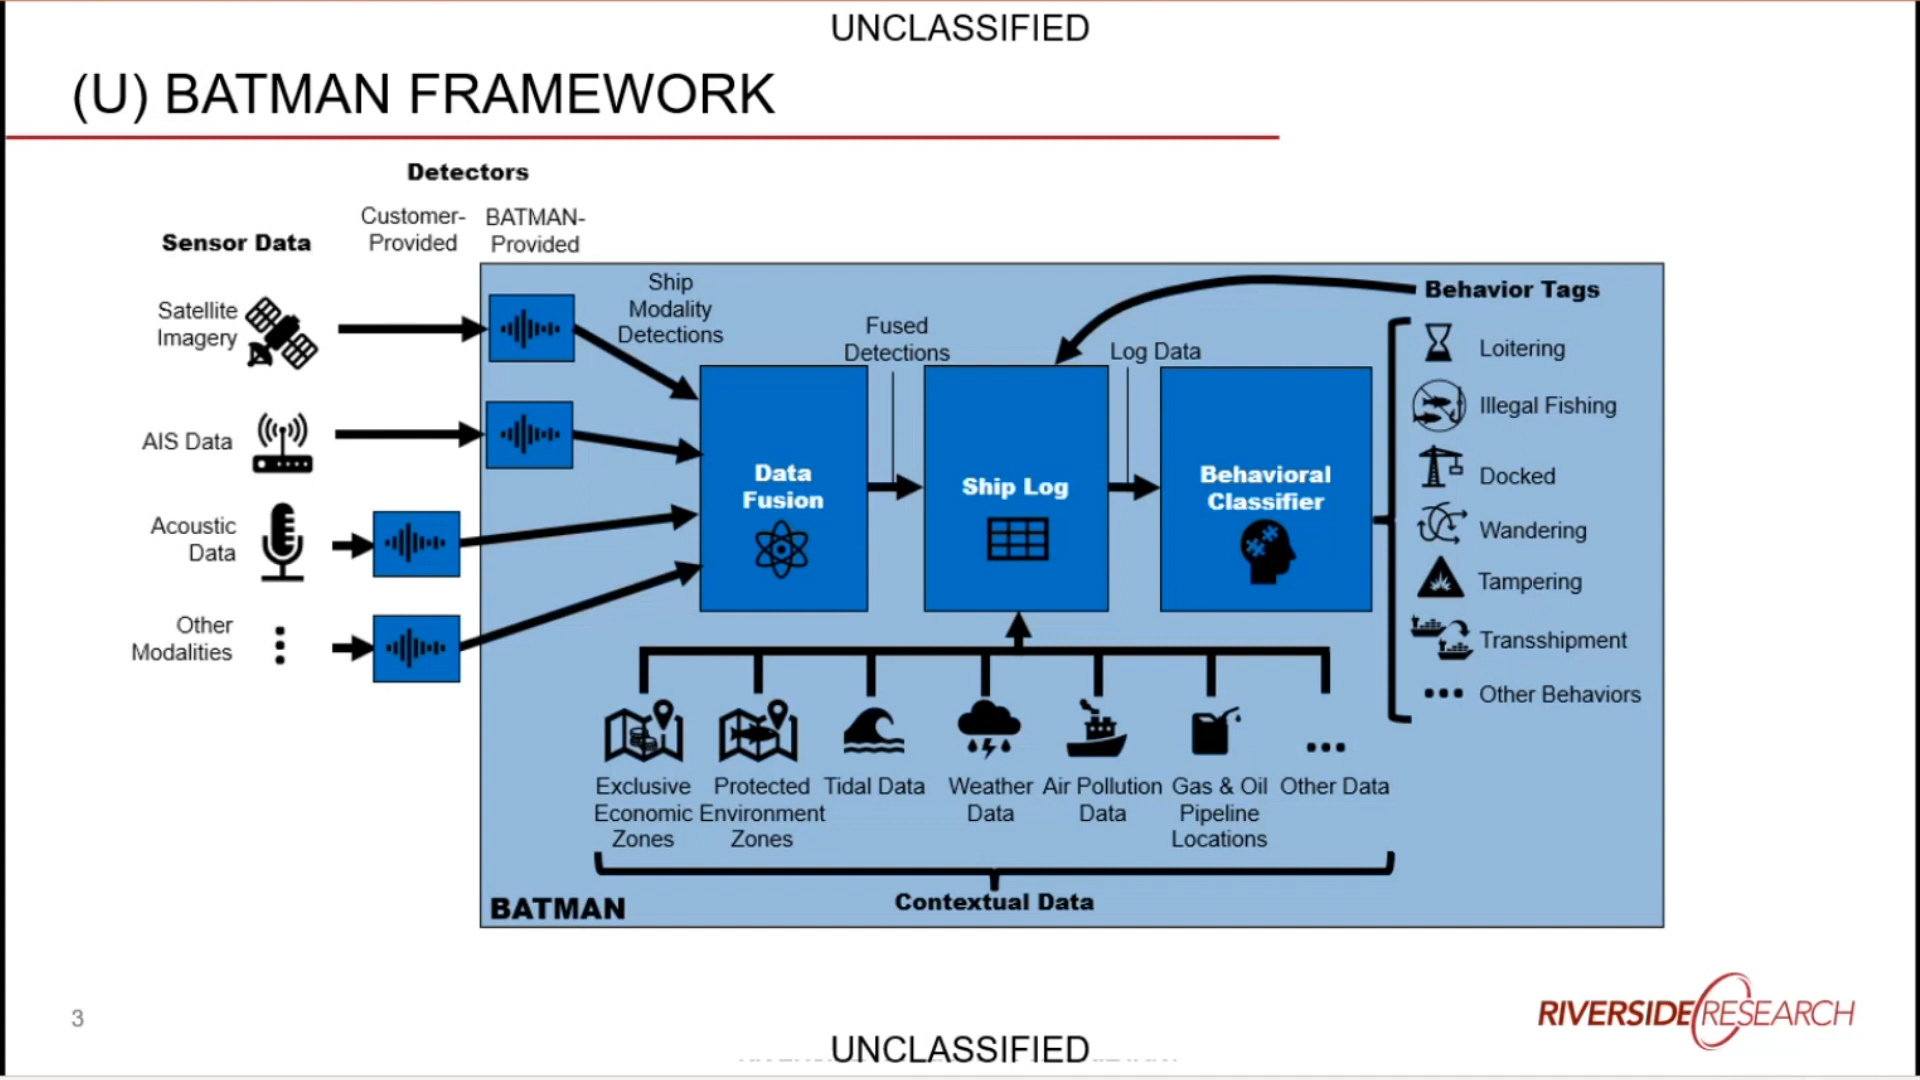 UNCLASSIFIED
(U) BATMAN FRAMEWORK
Detectors
Customer-
Provided
BATMAN-
Provided
Sensor Data
Satellite
Imagery
AIS Data
Acoustic
Data
Other
Modalities
Ship
Modality
Detections
Data
Fusion
Fused
Detections
Ship Log
Log Data
Behavioral
Classifier
Behavior Tags
Loitering
Illegal Fishing
Docked
Wandering
Tampering
Transshipment
Other Behaviors
Exclusive
Economic
Zones
Protected
Environment
Zones
Tidal Data
Weather
Data
Air Pollution
Data
Gas & Oil
Pipeline
Locations
Other Data
Contextual Data
BATMAN
3
RIVERSIDE RESEARCH
UNCLASSIFIED